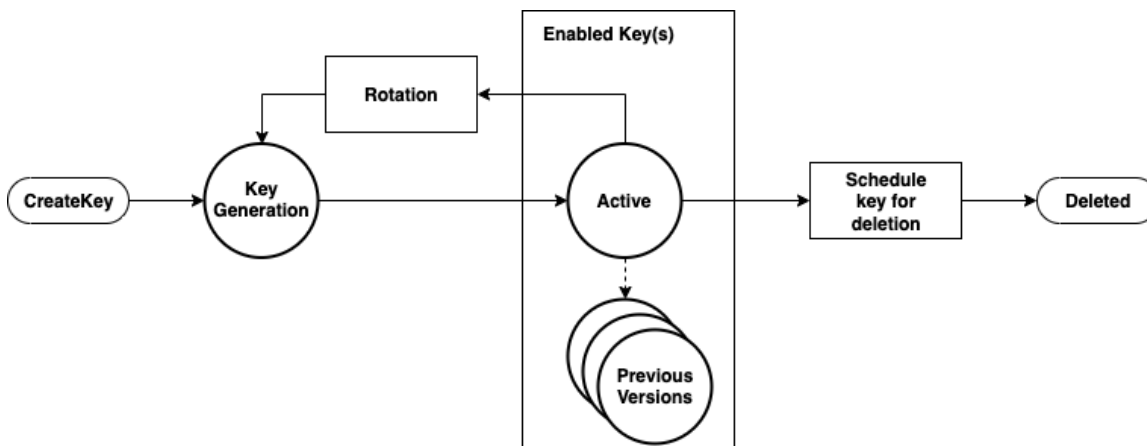 Enabled Key(s)
Rotation
CreateKey
Key
Generation
Active
Schedule
key for
deletion
Deleted
Previous
Versions